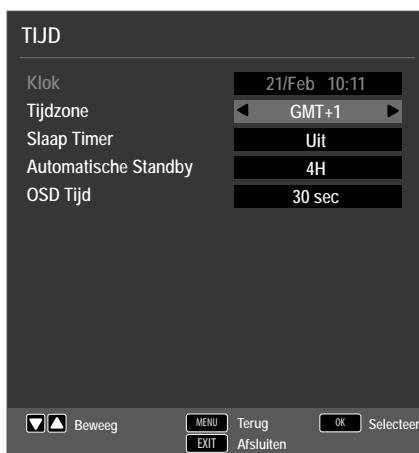 TIJD
Klok 21/Feb 10:11
Tijdzone GMT+1
Slaap Timer Uit
Automatische Standby 4H
OSD Tijd 30 sec
Beweeg MENU Terug OK Selecteer
EXIT Afsluiten